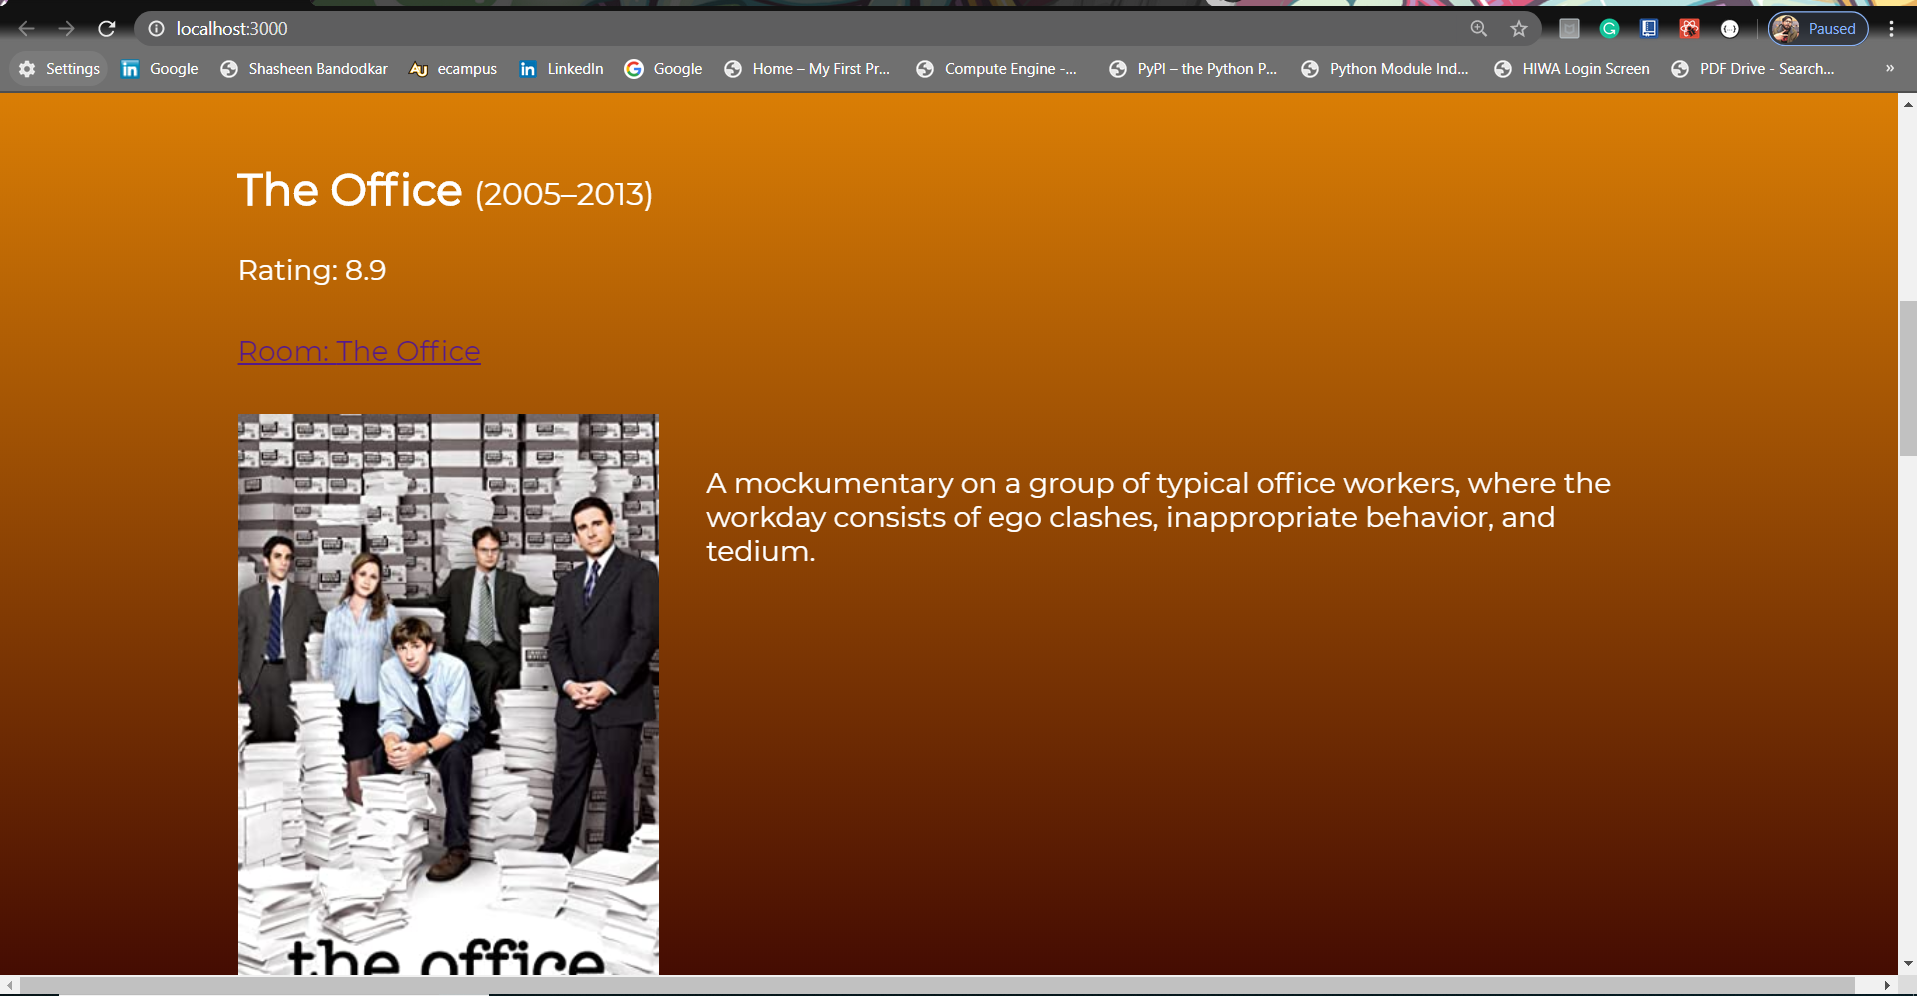 localhost:3000
Paused
Settings
Google
Shasheen Bandodkar
ecampus
LinkedIn
Google
Home – My First Pr...
Compute Engine -...
PyPI – the Python P...
Python Module Ind...
HIWA Login Screen
PDF Drive - Search...
»
The Office (2005–2013)
Rating: 8.9
Room: The Office
A mockumentary on a group of typical office workers, where the
workday consists of ego clashes, inappropriate behavior, and
tedium.
the office